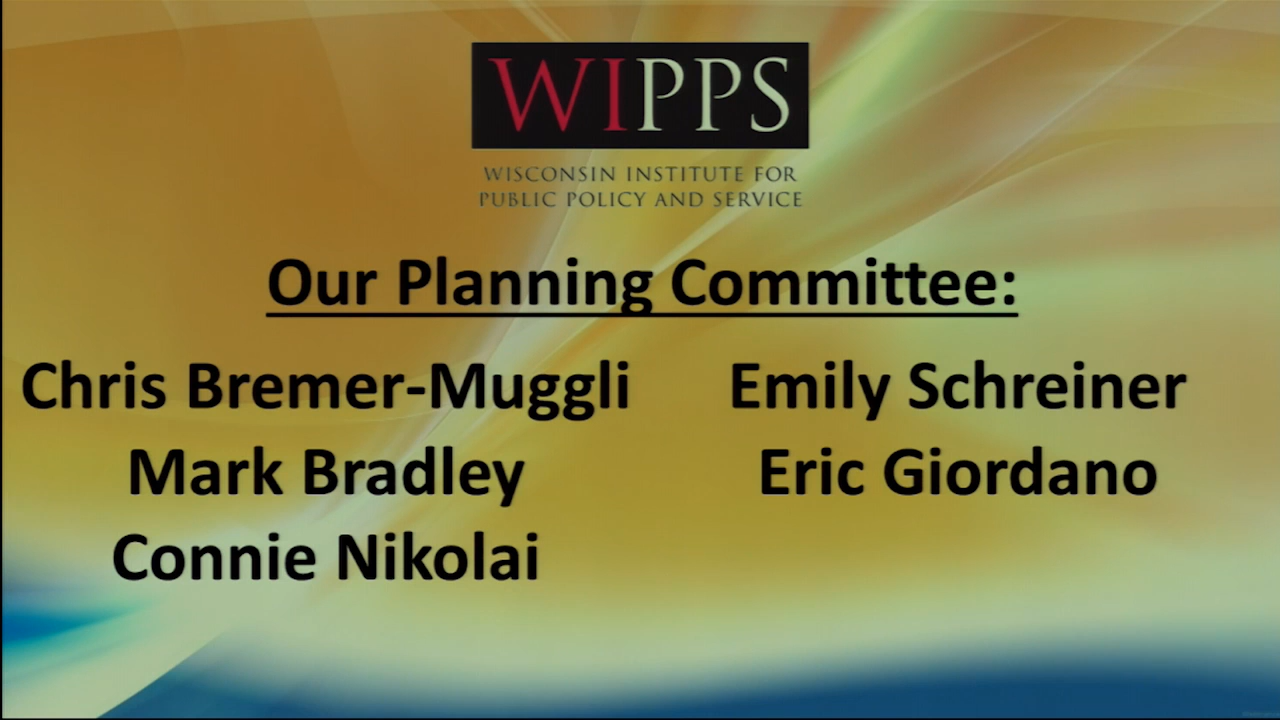 WIPPS
WISCONSIN INSTITUTE FOR
PUBLIC POLICY AND SERVICE
Our Planning Committee:
Chris Bremer-Muggli
Mark Bradley
Connie Nikolai
Emily Schreiner
Eric Giordano